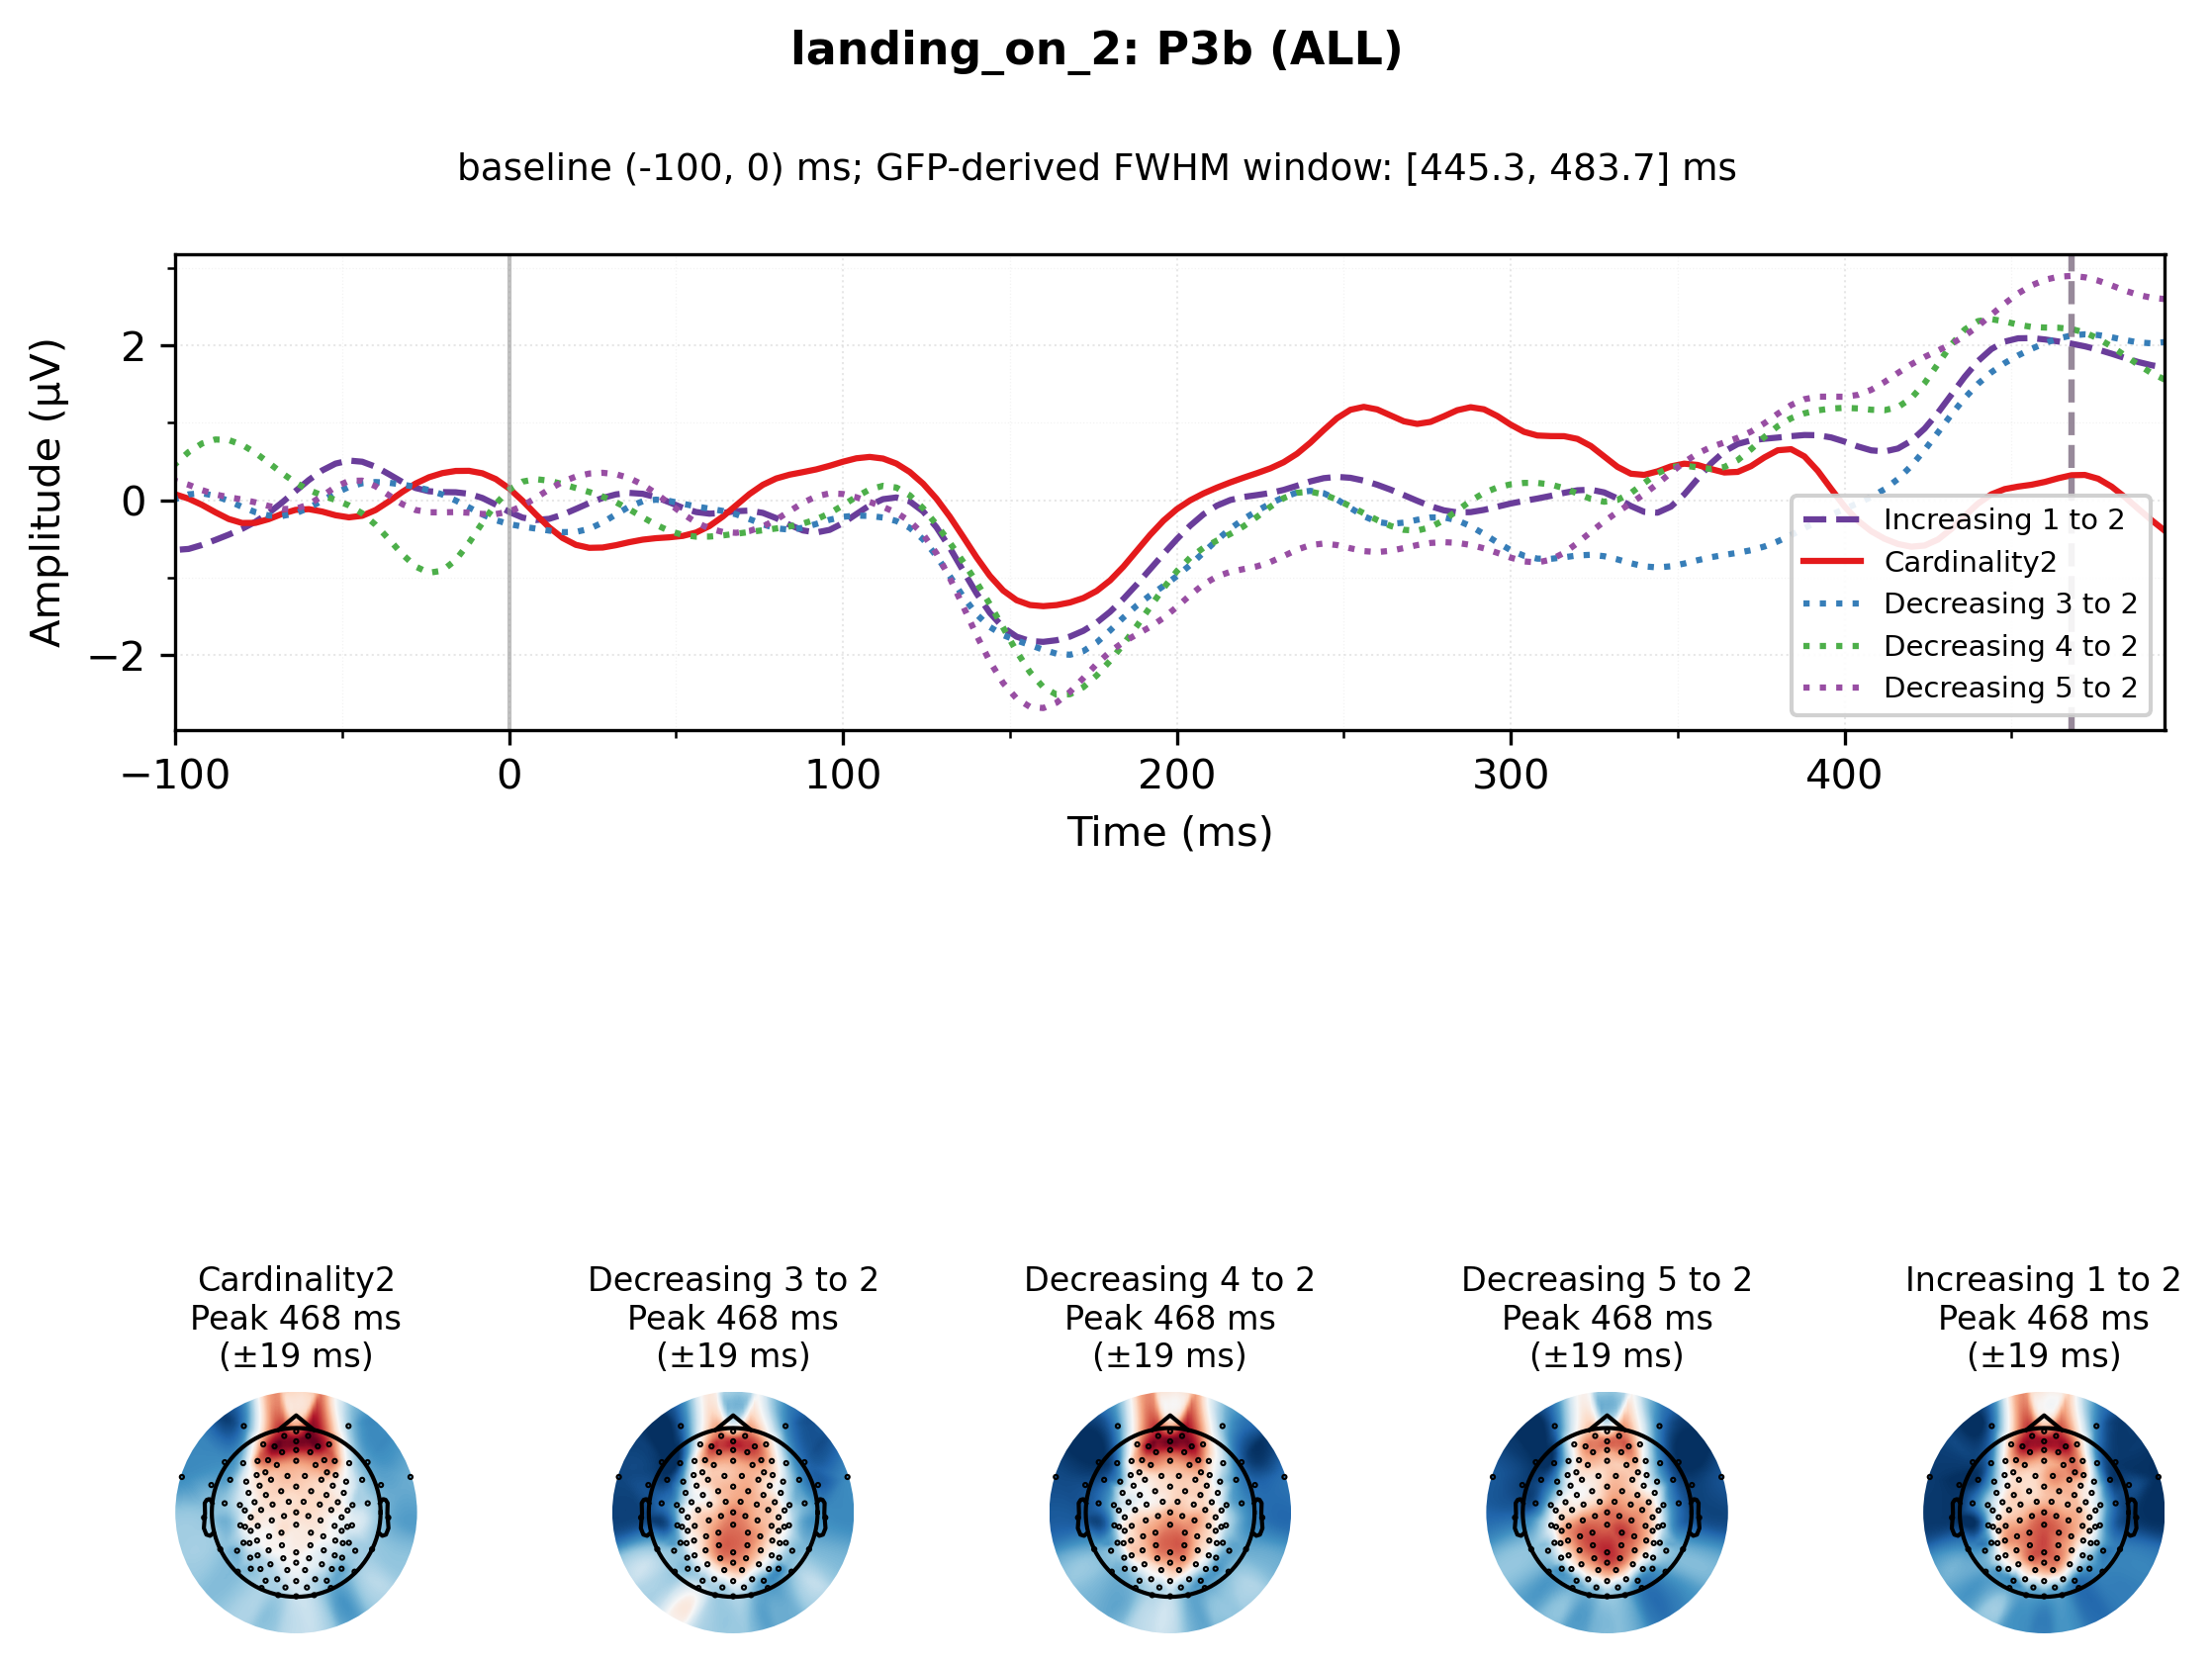 landing_on_2: P3b (ALL)
baseline (-100, 0) ms; GFP-derived FWHM window: [445.3, 483.7] ms
Amplitude (µV)
2
0
−2
−100 0 100 200 300 400
Time (ms)
Increasing 1 to 2
Cardinality2
Decreasing 3 to 2
Decreasing 4 to 2
Decreasing 5 to 2
Cardinality2
Peak 468 ms
(±19 ms)
Decreasing 3 to 2
Peak 468 ms
(±19 ms)
Decreasing 4 to 2
Peak 468 ms
(±19 ms)
Decreasing 5 to 2
Peak 468 ms
(±19 ms)
Increasing 1 to 2
Peak 468 ms
(±19 ms)